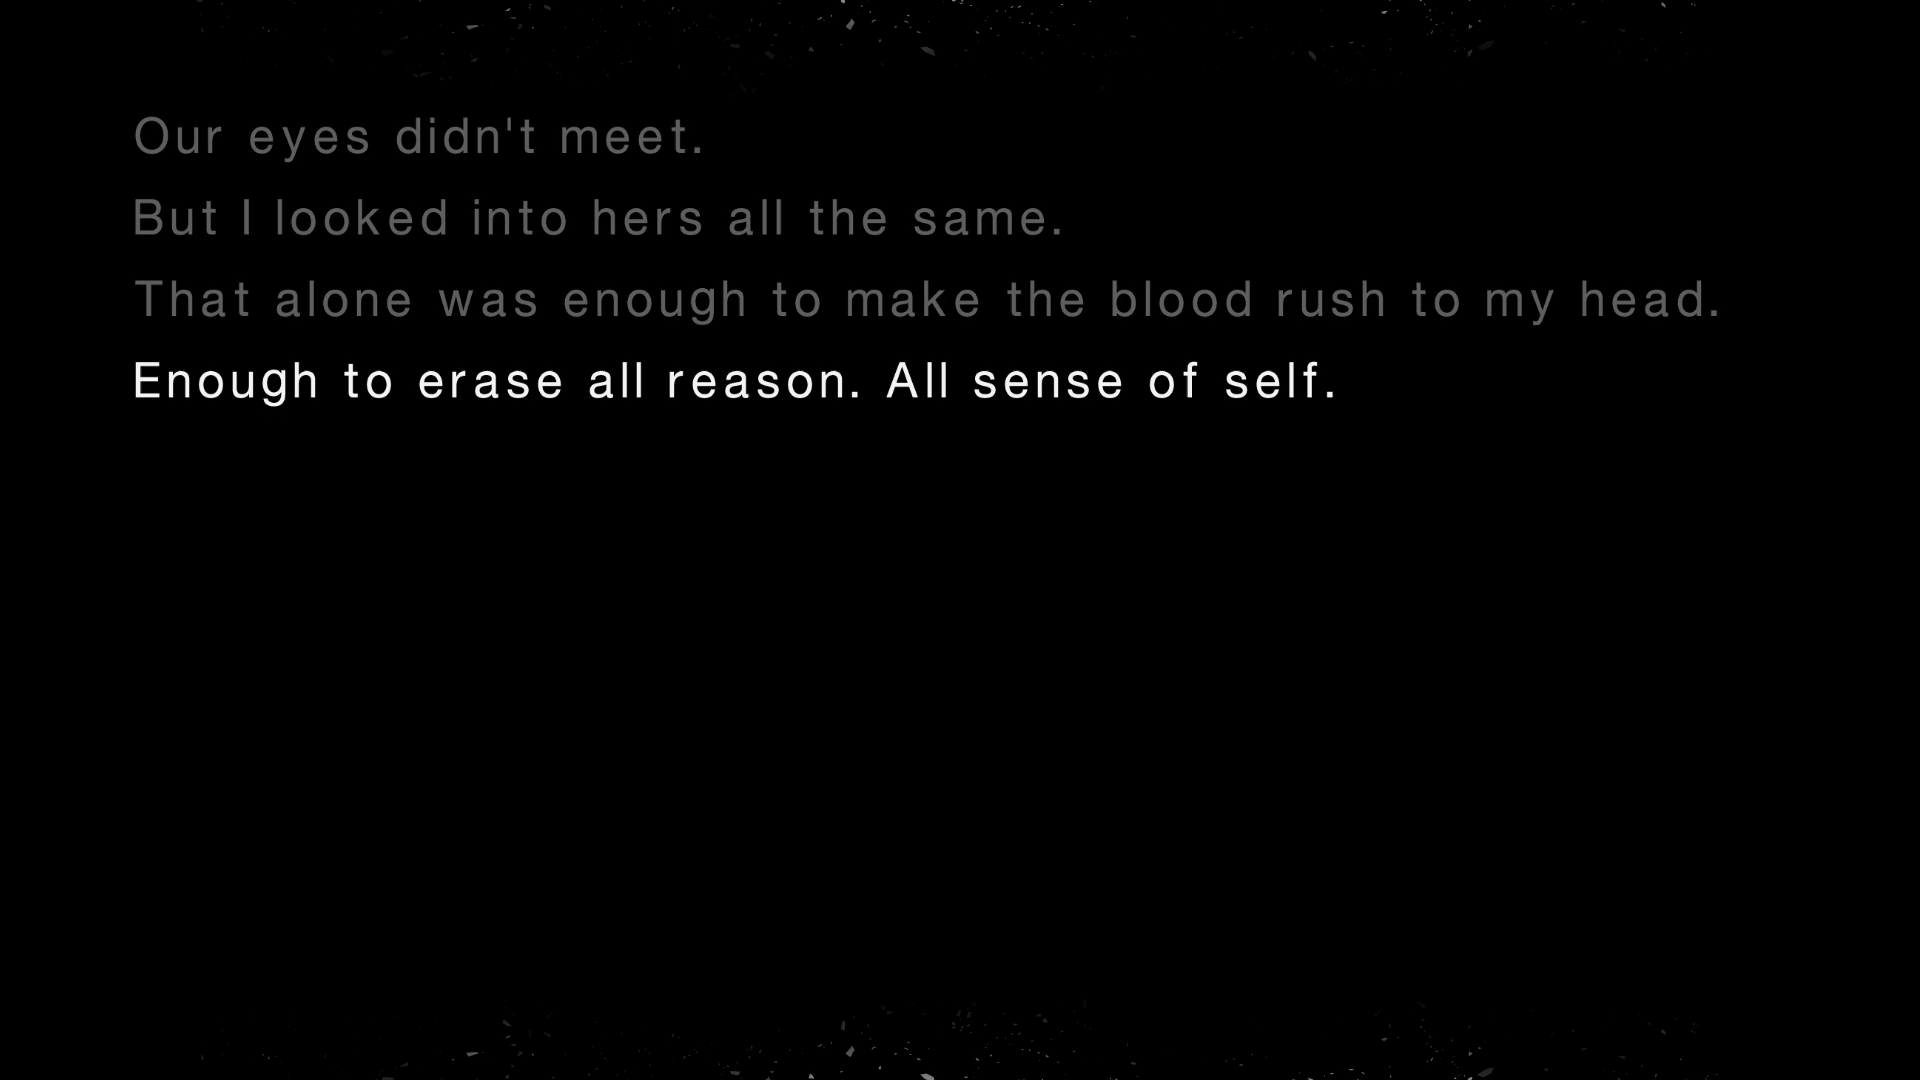 Our eyes didn't meet.
But I looked into hers all the same.
That alone was enough to make the blood rush to my head.
Enough to erase all reason. All sense of self.